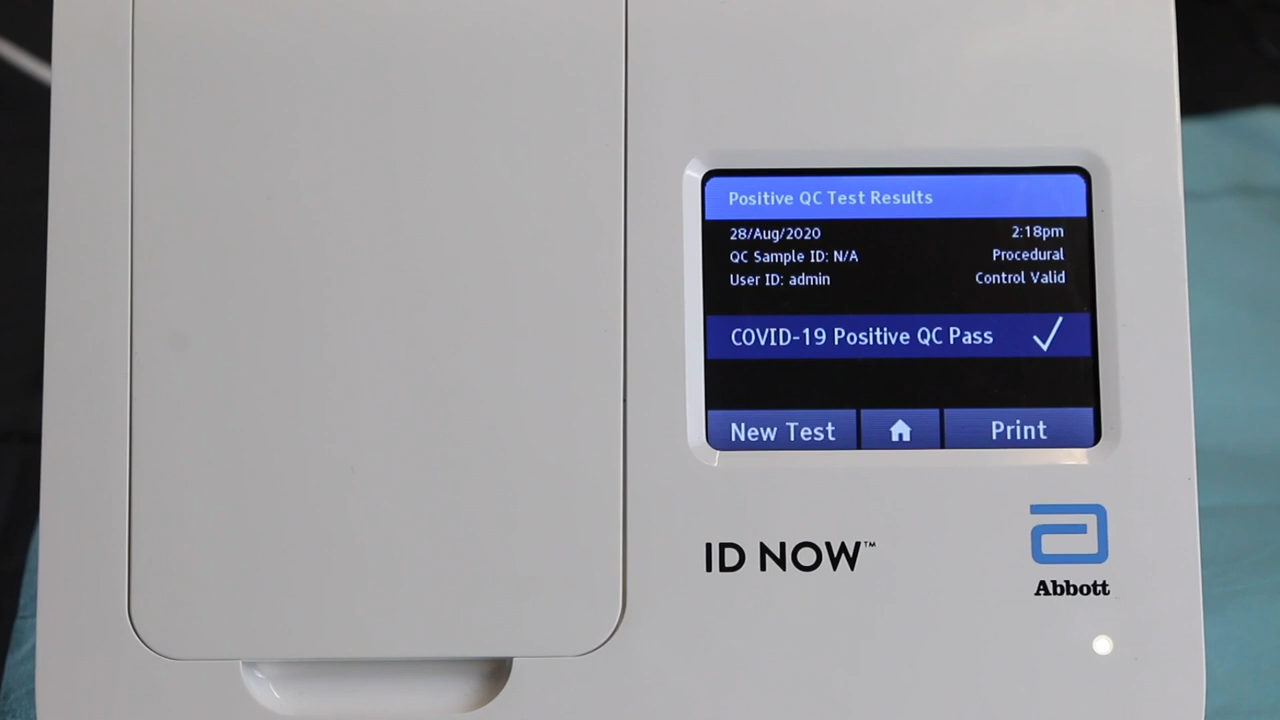 Positive QC Test Results
28/Aug/2020 2:18pm
QC Sample ID: N/A Procedural
User ID: admin Control Valid
COVID-19 Positive QC Pass
New Test Print
ID NOW™
Abbott